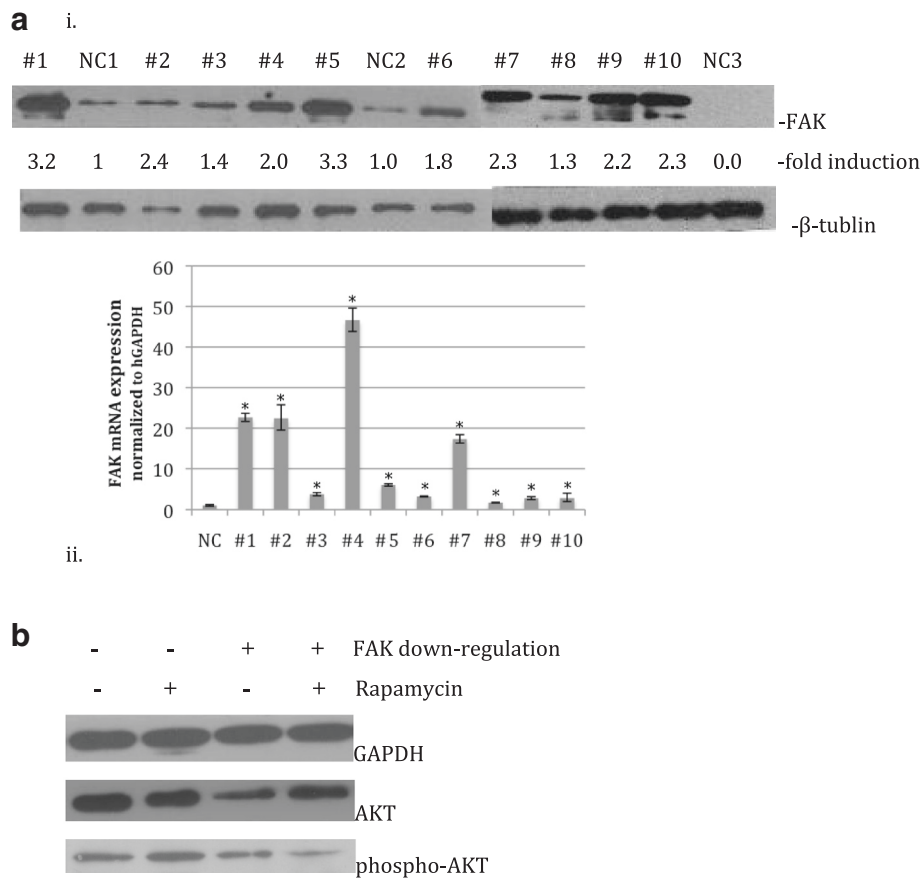 a i.
#1 NC1 #2 #3 #4 #5 NC2 #6 #7 #8 #9 #10 NC3
-FAK
3.2 1 2.4 1.4 2.0 3.3 1.0 1.8 2.3 1.3 2.2 2.3 0.0 -fold induction
-β-tublin
FAK mRNA expression
normalized to hGAPDH
60
50
40
30
20
10
0
* * * * * * * * * *
NC #1 #2 #3 #4 #5 #6 #7 #8 #9 #10
ii.
b
- - + + FAK down-regulation
- + - + Rapamycin
GAPDH
AKT
phospho-AKT